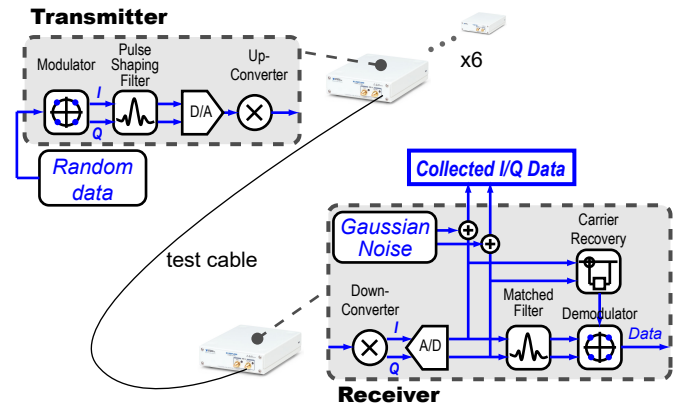 Transmitter
x6
Modulator
Pulse
Shaping
Filter
Up-
Converter
I
Q
D/A
Random
data
Collected I/Q Data
Gaussian
Noise
Carrier
Recovery
test cable
Down-
Converter
Matched
Filter
Demodulator
I
Q
A/D
Data
Receiver